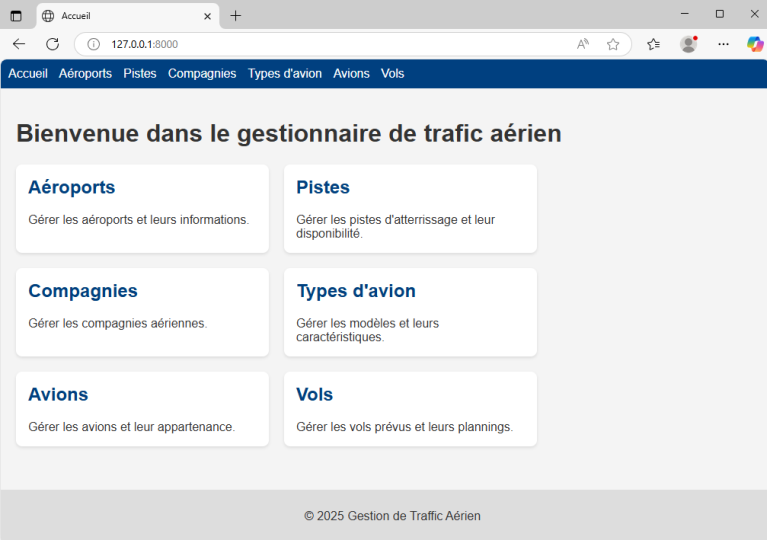 Accueil
127.0.0.1:8000
Accueil Aéroports Pistes Compagnies Types d'avion Avions Vols
Bienvenue dans le gestionnaire de trafic aérien
Aéroports
Gérer les aéroports et leurs informations.
Pistes
Gérer les pistes d'atterrissage et leur
disponibilité.
Compagnies
Gérer les compagnies aériennes.
Types d'avion
Gérer les modèles et leurs
caractéristiques.
Avions
Gérer les avions et leur appartenance.
Vols
Gérer les vols prévus et leurs plannings.
© 2025 Gestion de Traffic Aérien